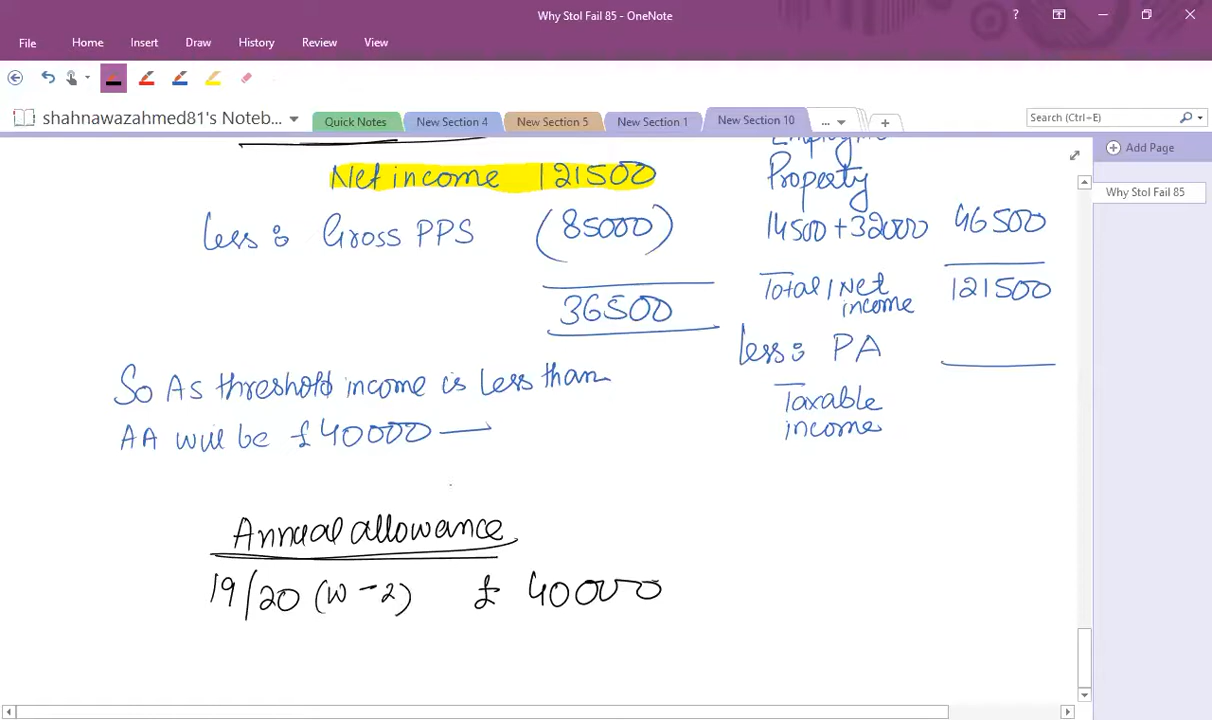 Why Stol Fail 85 - OneNote
?
File Home Insert Draw History Review View
shahnawazahmed81's Noteb... Quick Notes New Section 4 New Section 5 New Section 1 New Section 10 ... Search (Ctrl+E)
Add Page
Why Stol Fail 85
Net income 121500
less: Gross PPS (85000)
36500
So As threshold income is less than
AA will be £40000 —
Annual allowance
19/20 (W-2) £ 40000
Property
14500+32000 46500
Total/Net income 121500
less: PA
Taxable
income